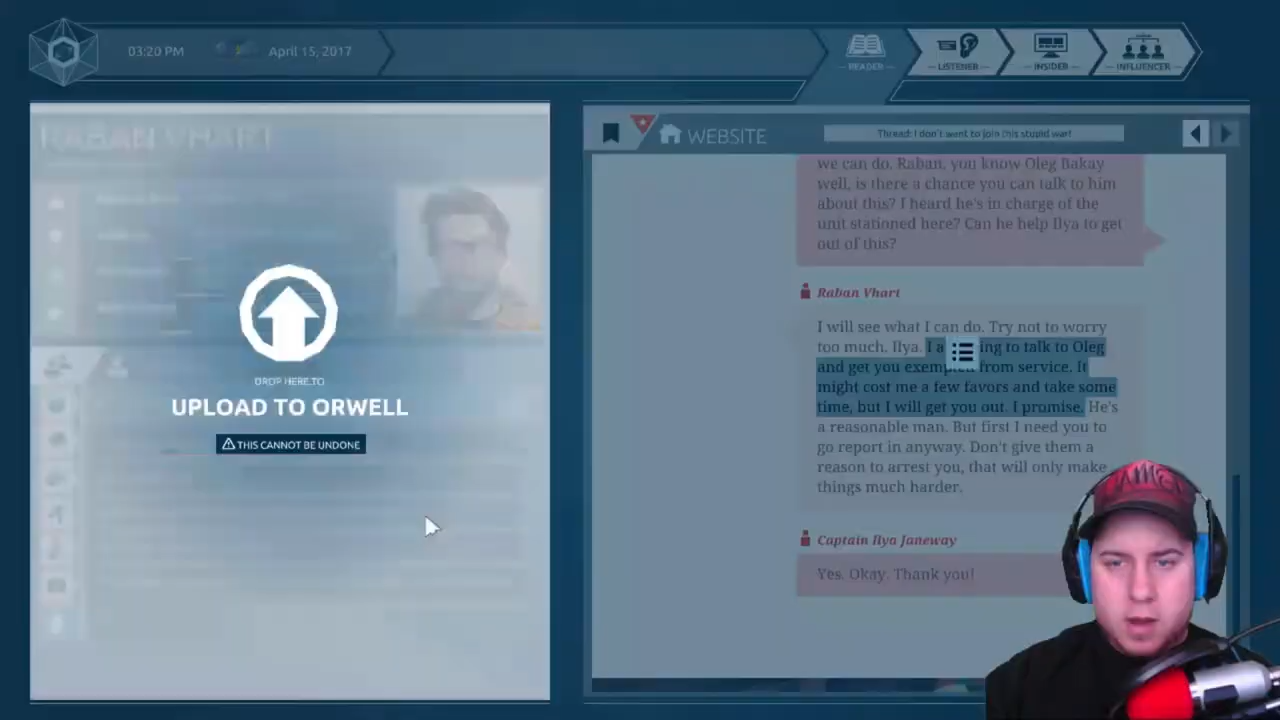 03:20 PM
April 15, 2017
READER
LISTENER
INSIDER
INFLUENCER
RABAN VHART
DROP HERE TO
UPLOAD TO ORWELL
THIS CANNOT BE UNDONE
WEBSITE
Thread: I don't want to join this stupid war!
we can do. Raban, you know Oleg Bakay
well, is there a chance you can talk to him
about this? I heard he's in charge of the
unit stationed here? Can he help Ilya to get
out of this?
Raban Vhart
I will see what I can do. Try not to worry
too much, Ilya. I a ing to talk to Oleg
and get you exempted from service. It
might cost me a few favors and take some
time, but I will get you out. I promise. He's
a reasonable man. But first I need you to
go report in anyway. Don't give them a
reason to arrest you, that will only make
things much harder.
Captain Ilya Janeway
Yes. Okay. Thank you!